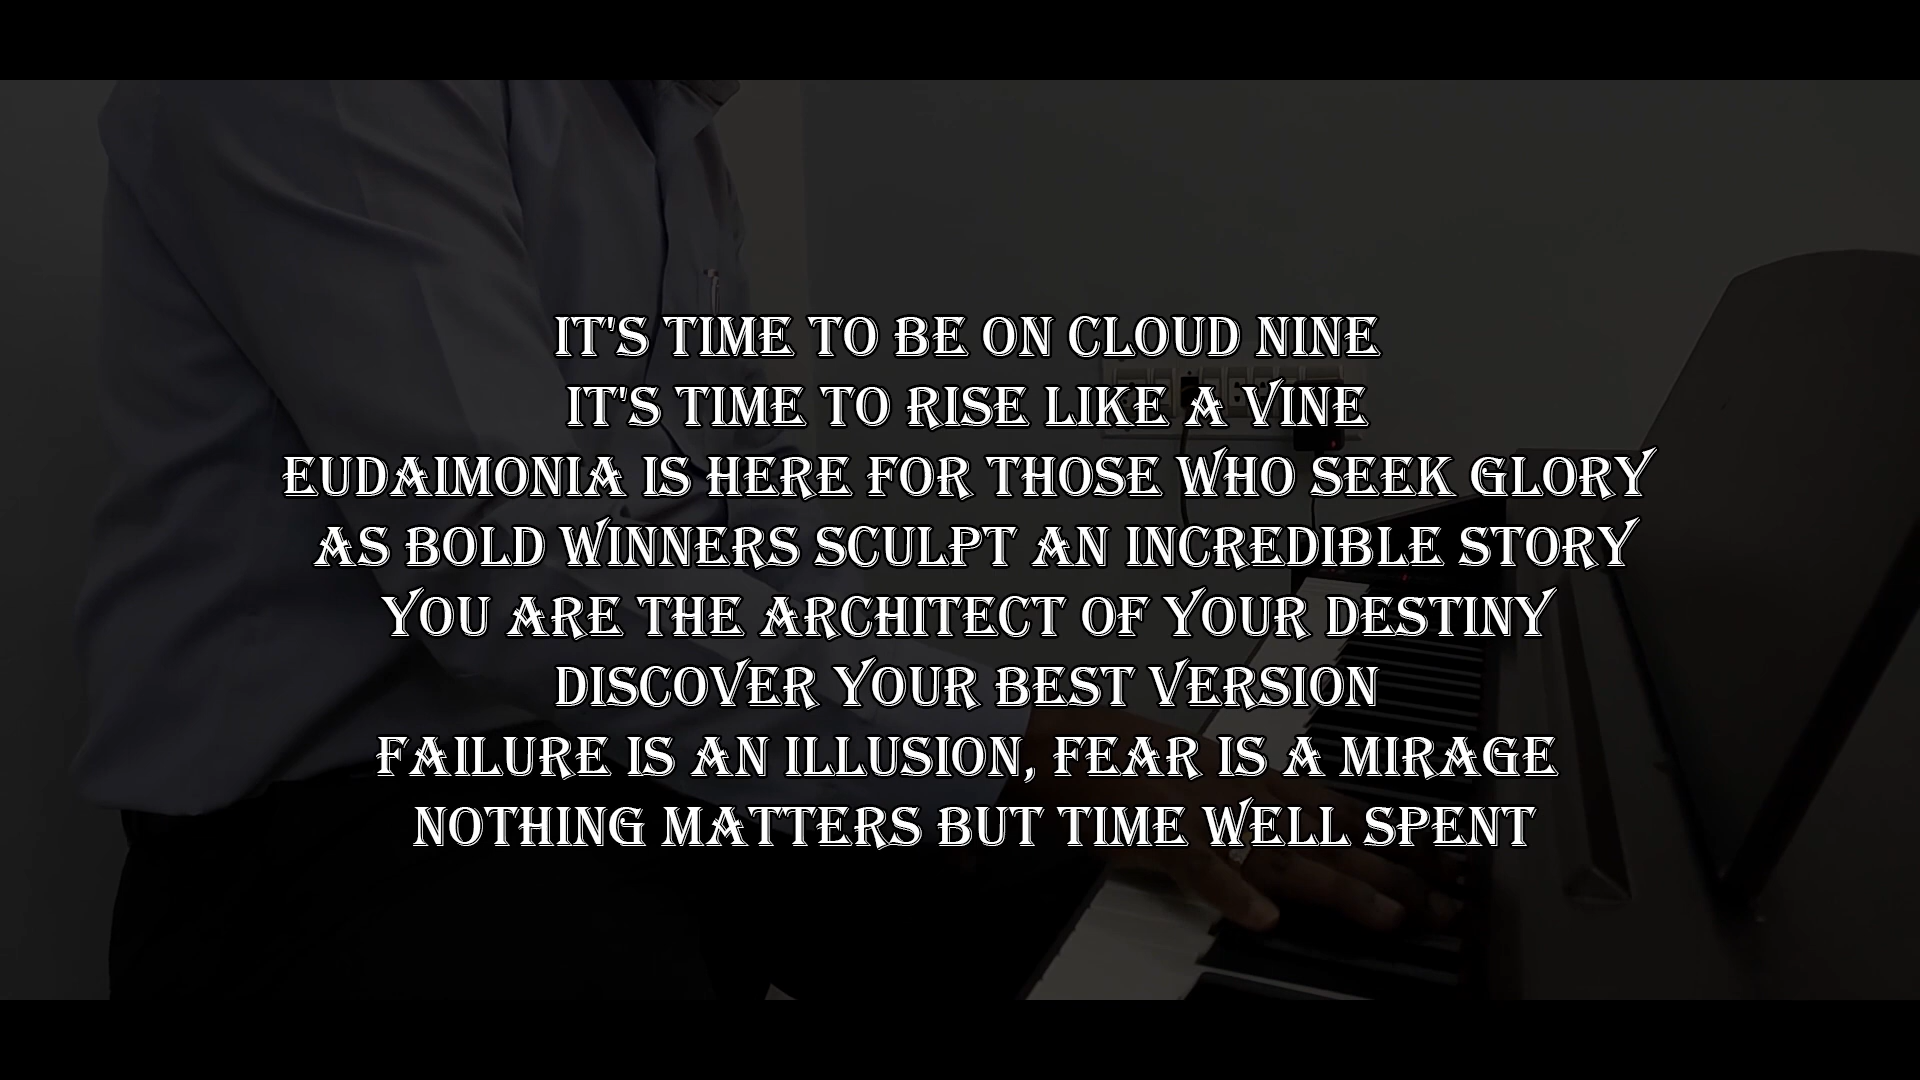 IT'S TIME TO BE ON CLOUD NINE
IT'S TIME TO RISE LIKE A VINE
EUDAIMONIA IS HERE FOR THOSE WHO SEEK GLORY
AS BOLD WINNERS SCULPT AN INCREDIBLE STORY
YOU ARE THE ARCHITECT OF YOUR DESTINY
DISCOVER YOUR BEST VERSION
FAILURE IS AN ILLUSION, FEAR IS A MIRAGE
NOTHING MATTERS BUT TIME WELL SPENT